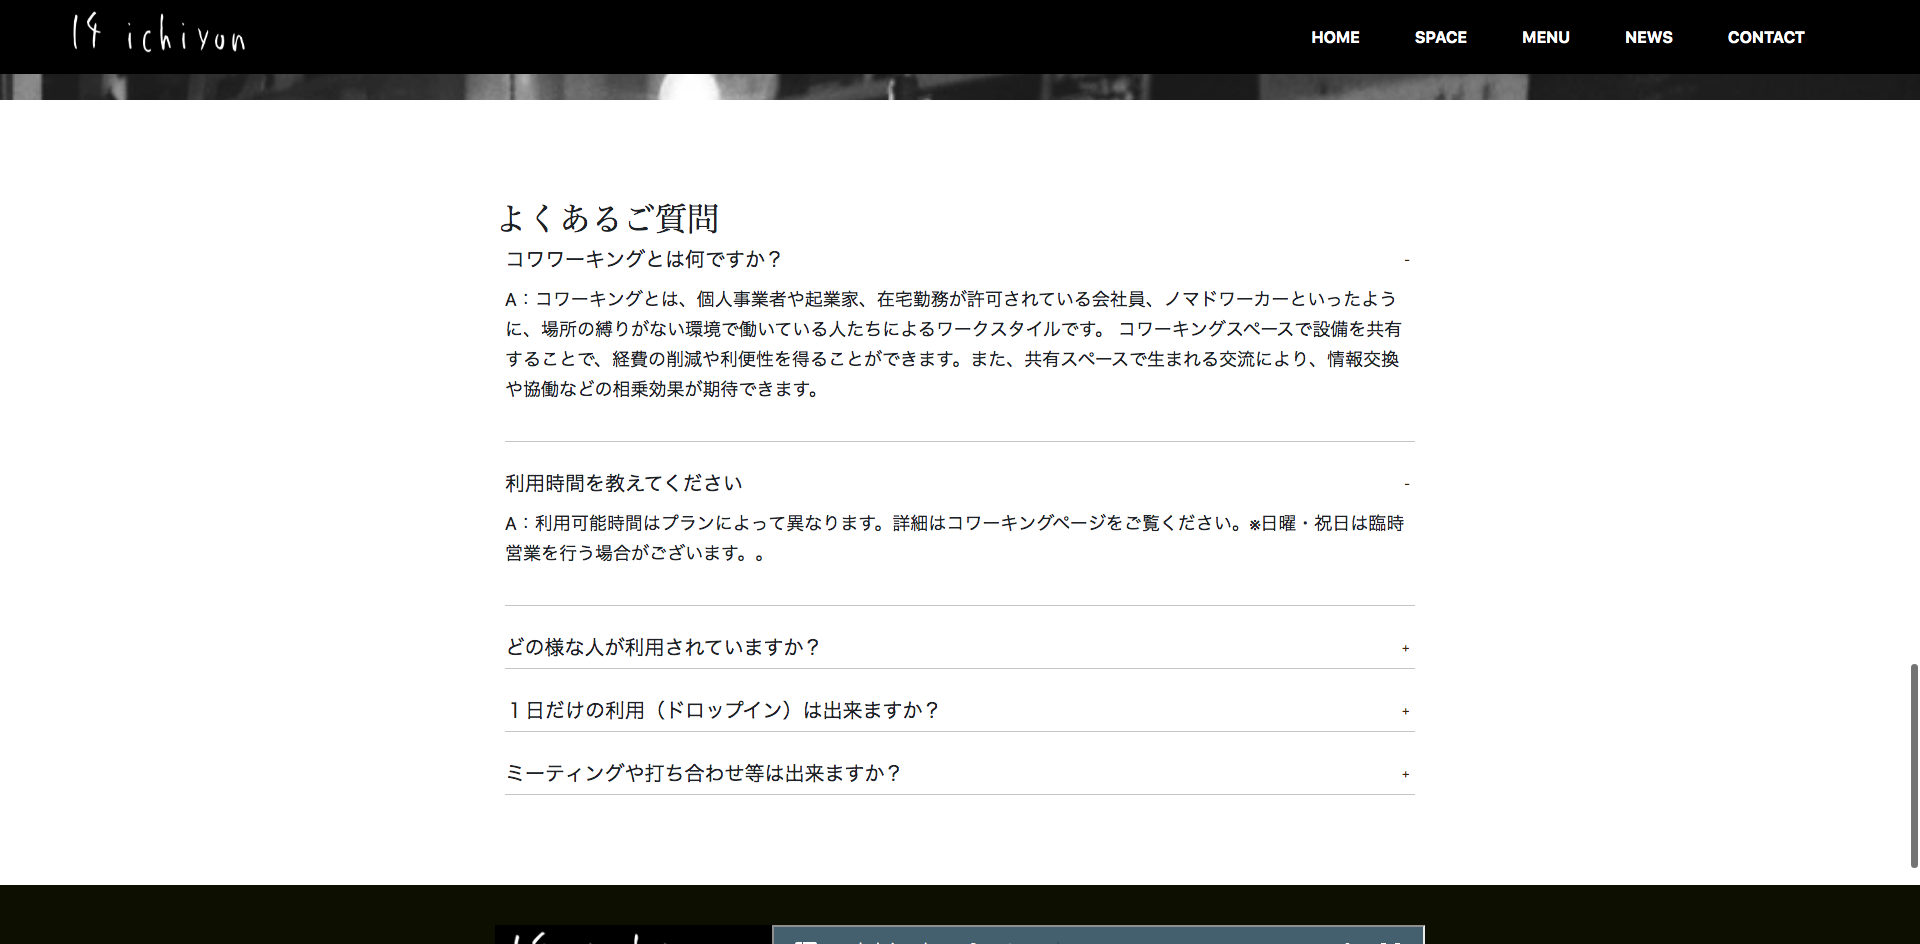 14 ichiyon
HOME SPACE MENU NEWS CONTACT
よくあるご質問
コワワーキングとは何ですか？ -
A：コワーキングとは、個人事業者や起業家、在宅勤務が許可されている会社員、ノマドワーカーといったよう
に、場所の縛りがない環境で働いている人たちによるワークスタイルです。 コワーキングスペースで設備を共有
することで、経費の削減や利便性を得ることができます。また、共有スペースで生まれる交流により、情報交換
や協働などの相乗効果が期待できます。
利用時間を教えてください -
A：利用可能時間はプランによって異なります。詳細はコワーキングページをご覧ください。※日曜・祝日は臨時
営業を行う場合がございます。。
どの様な人が利用されていますか？ +
１日だけの利用（ドロップイン）は出来ますか？ +
ミーティングや打ち合わせ等は出来ますか？ +